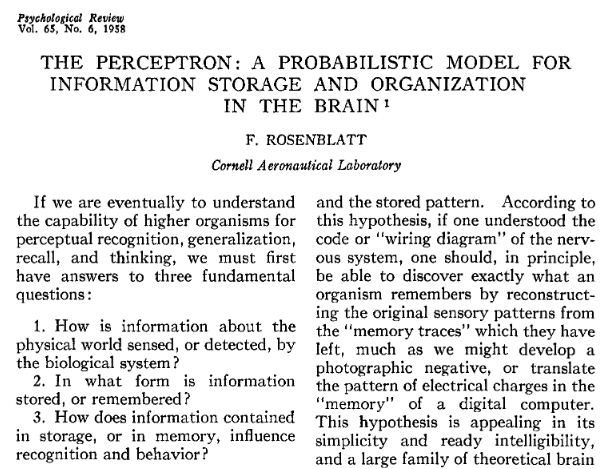 Psychological Review
Vol. 65, No. 6, 1958
THE PERCEPTRON: A PROBABILISTIC MODEL FOR
INFORMATION STORAGE AND ORGANIZATION
IN THE BRAIN ¹
F. ROSENBLATT
Cornell Aeronautical Laboratory
If we are eventually to understand
the capability of higher organisms for
perceptual recognition, generalization,
recall, and thinking, we must first
have answers to three fundamental
questions:
1. How is information about the
physical world sensed, or detected, by
the biological system?
2. In what form is information
stored, or remembered?
3. How does information contained
in storage, or in memory, influence
recognition and behavior?
and the stored pattern. According to
this hypothesis, if one understood the
code or "wiring diagram" of the nerv-
ous system, one should, in principle,
be able to discover exactly what an
organism remembers by reconstruct-
ing the original sensory patterns from
the "memory traces" which they have
left, much as we might develop a
photographic negative, or translate
the pattern of electrical charges in the
"memory" of a digital computer.
This hypothesis is appealing in its
simplicity and ready intelligibility,
and a large family of theoretical brain